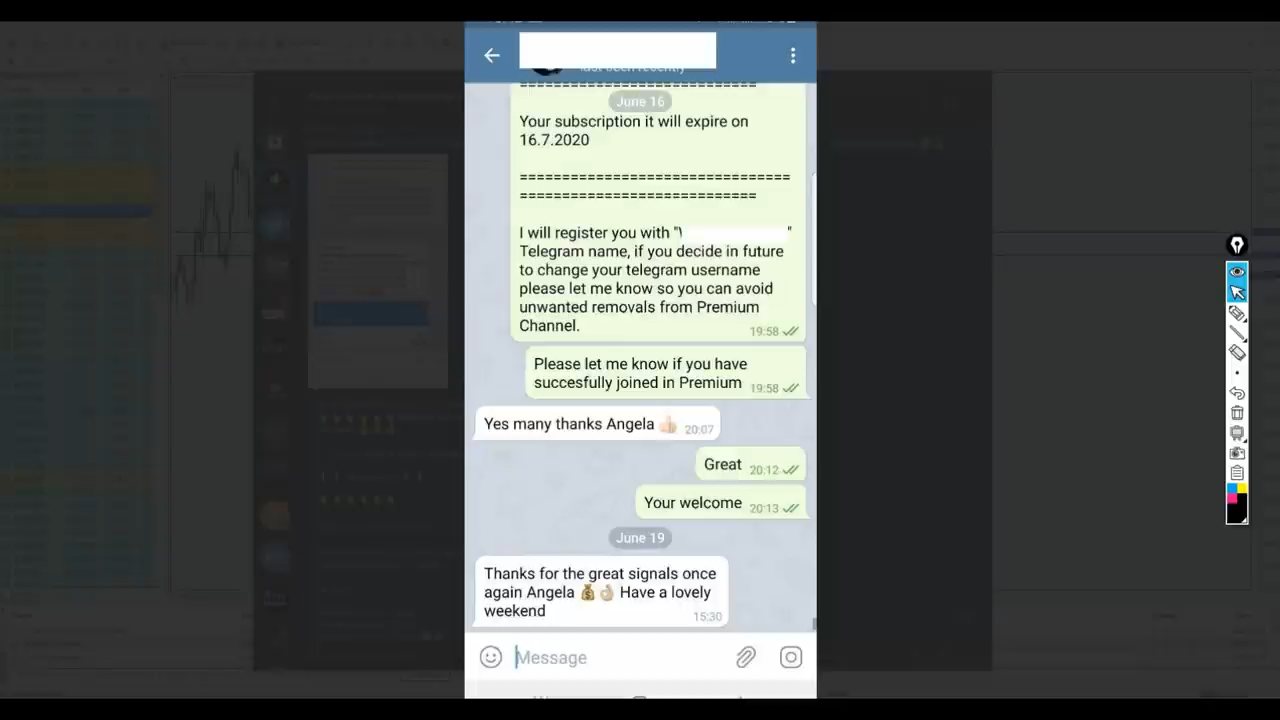 ==========================
June 16
Your subscription it will expire on
16.7.2020
================================
============================
I will register you with "\ "
Telegram name, if you decide in future
to change your telegram username
please let me know so you can avoid
unwanted removals from Premium
Channel.
19:58
Please let me know if you have
succesfully joined in Premium
19:58
Yes many thanks Angela 👍🏻
20:07
Great
20:12
Your welcome
20:13
June 19
Thanks for the great signals once
again Angela 💰👌🏻 Have a lovely
weekend
15:30
Message